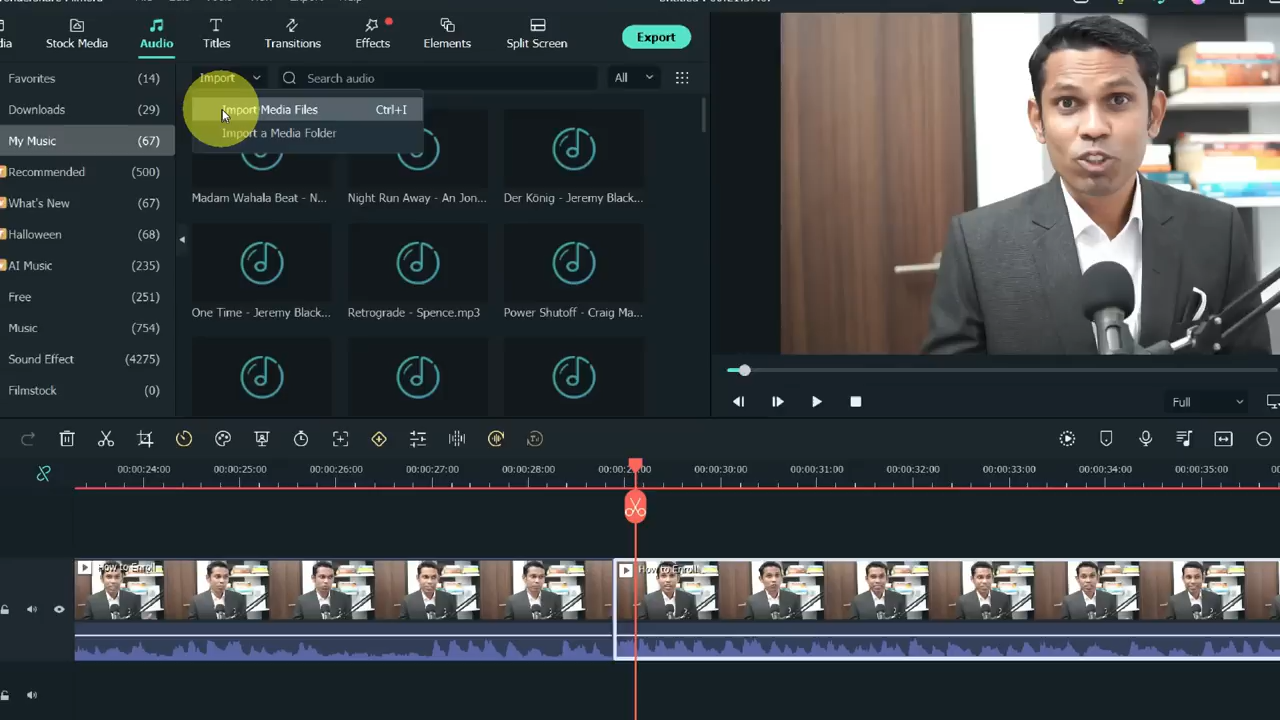 Stock Media
Audio
Titles
Transitions
Effects
Elements
Split Screen
Export
Favorites (14)
Downloads (29)
My Music (67)
Recommended (500)
What's New (67)
Halloween (68)
AI Music (235)
Free (251)
Music (754)
Sound Effect (4275)
Filmstock (0)
Import
Search audio
All
Import Media Files Ctrl+I
Import a Media Folder
Madam Wahala Beat - N...
Night Run Away - An Jon...
Der König - Jeremy Black...
One Time - Jeremy Black...
Retrograde - Spence.mp3
Power Shutoff - Craig Ma...
Full
00:00:24:00 00:00:25:00 00:00:26:00 00:00:27:00 00:00:28:00 00:00:30:00 00:00:31:00 00:00:32:00 00:00:33:00 00:00:34:00 00:00:35:00
How to Enroll
How to Enroll